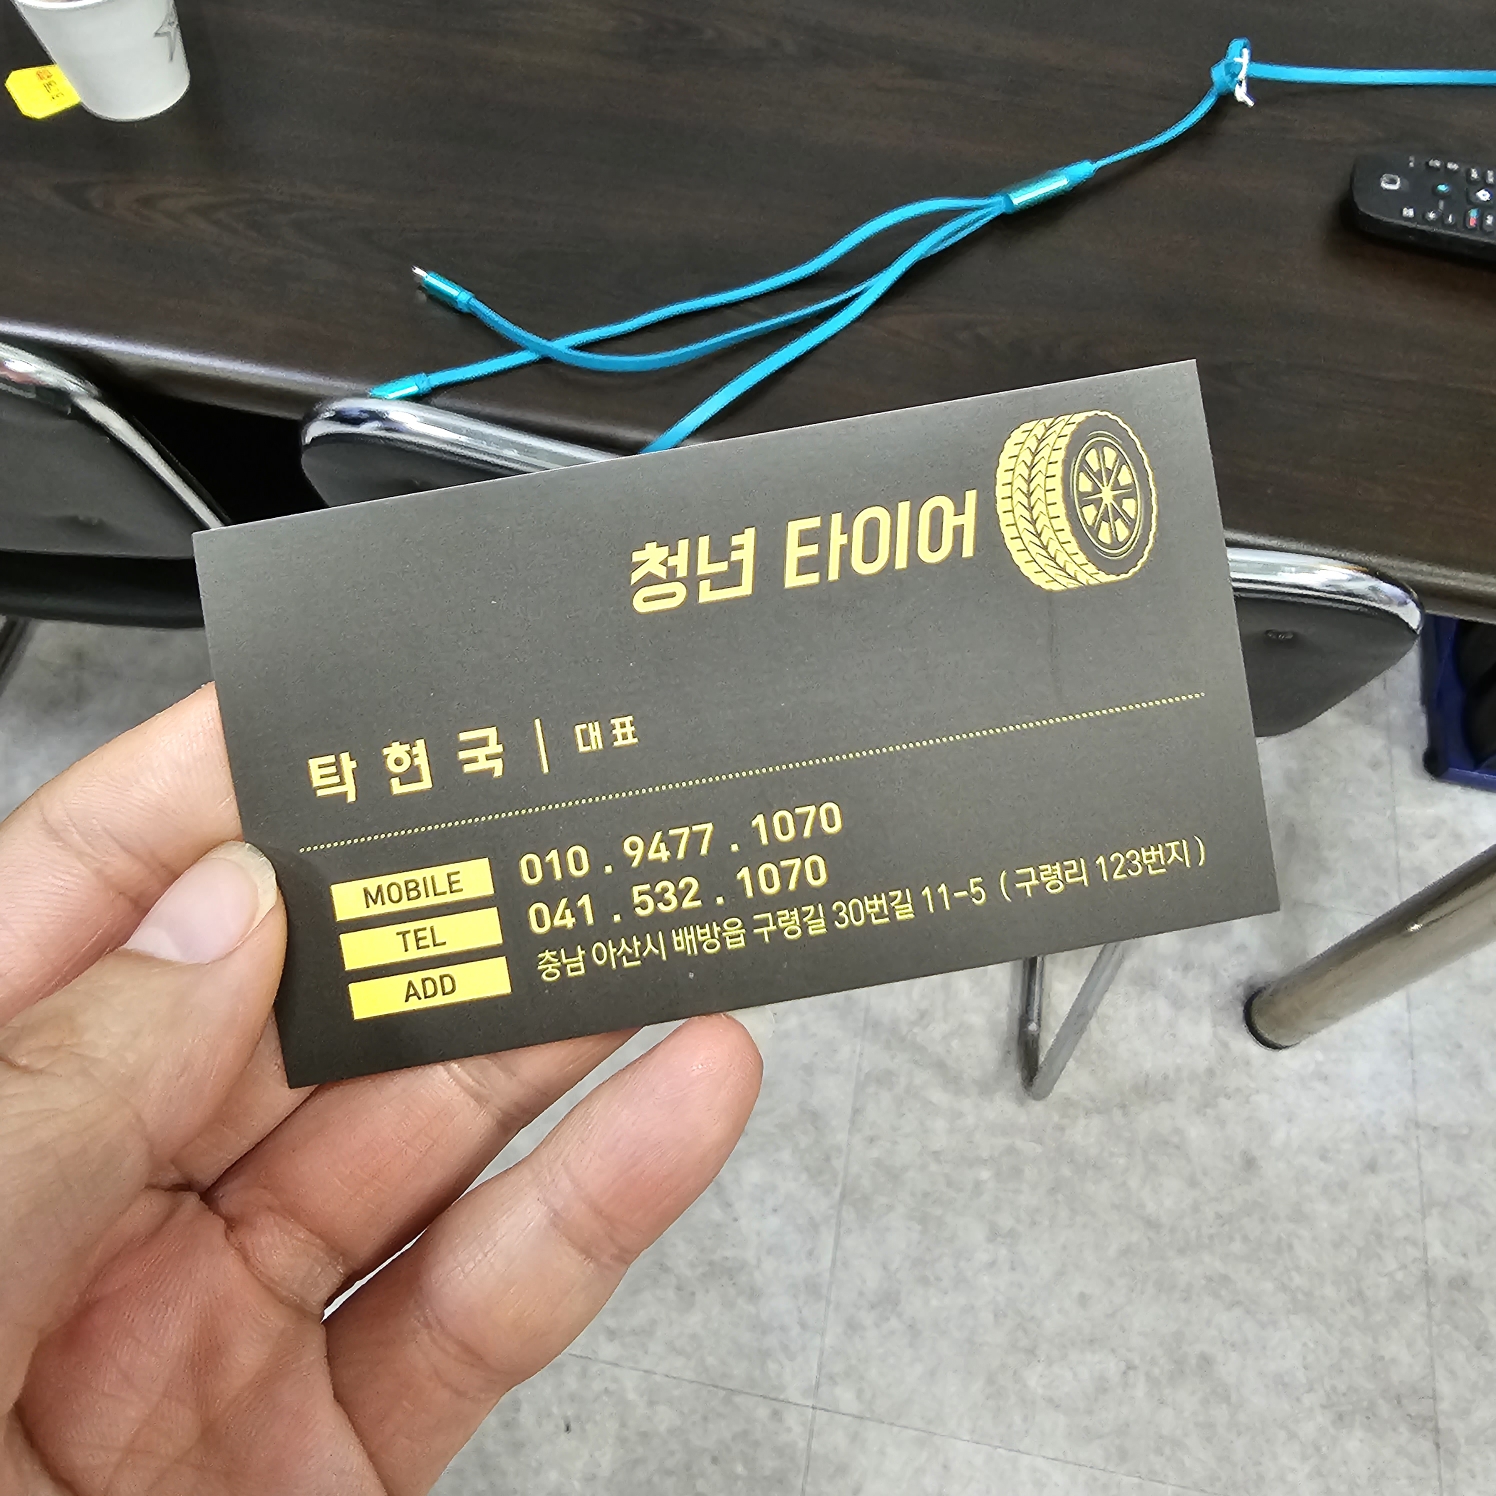 청년 타이어
탁현국 | 대표
MOBILE 010 . 9477 . 1070
TEL 041 . 532 . 1070
ADD 충남 아산시 배방읍 구령길 30번길 11-5 ( 구령리 123번지 )